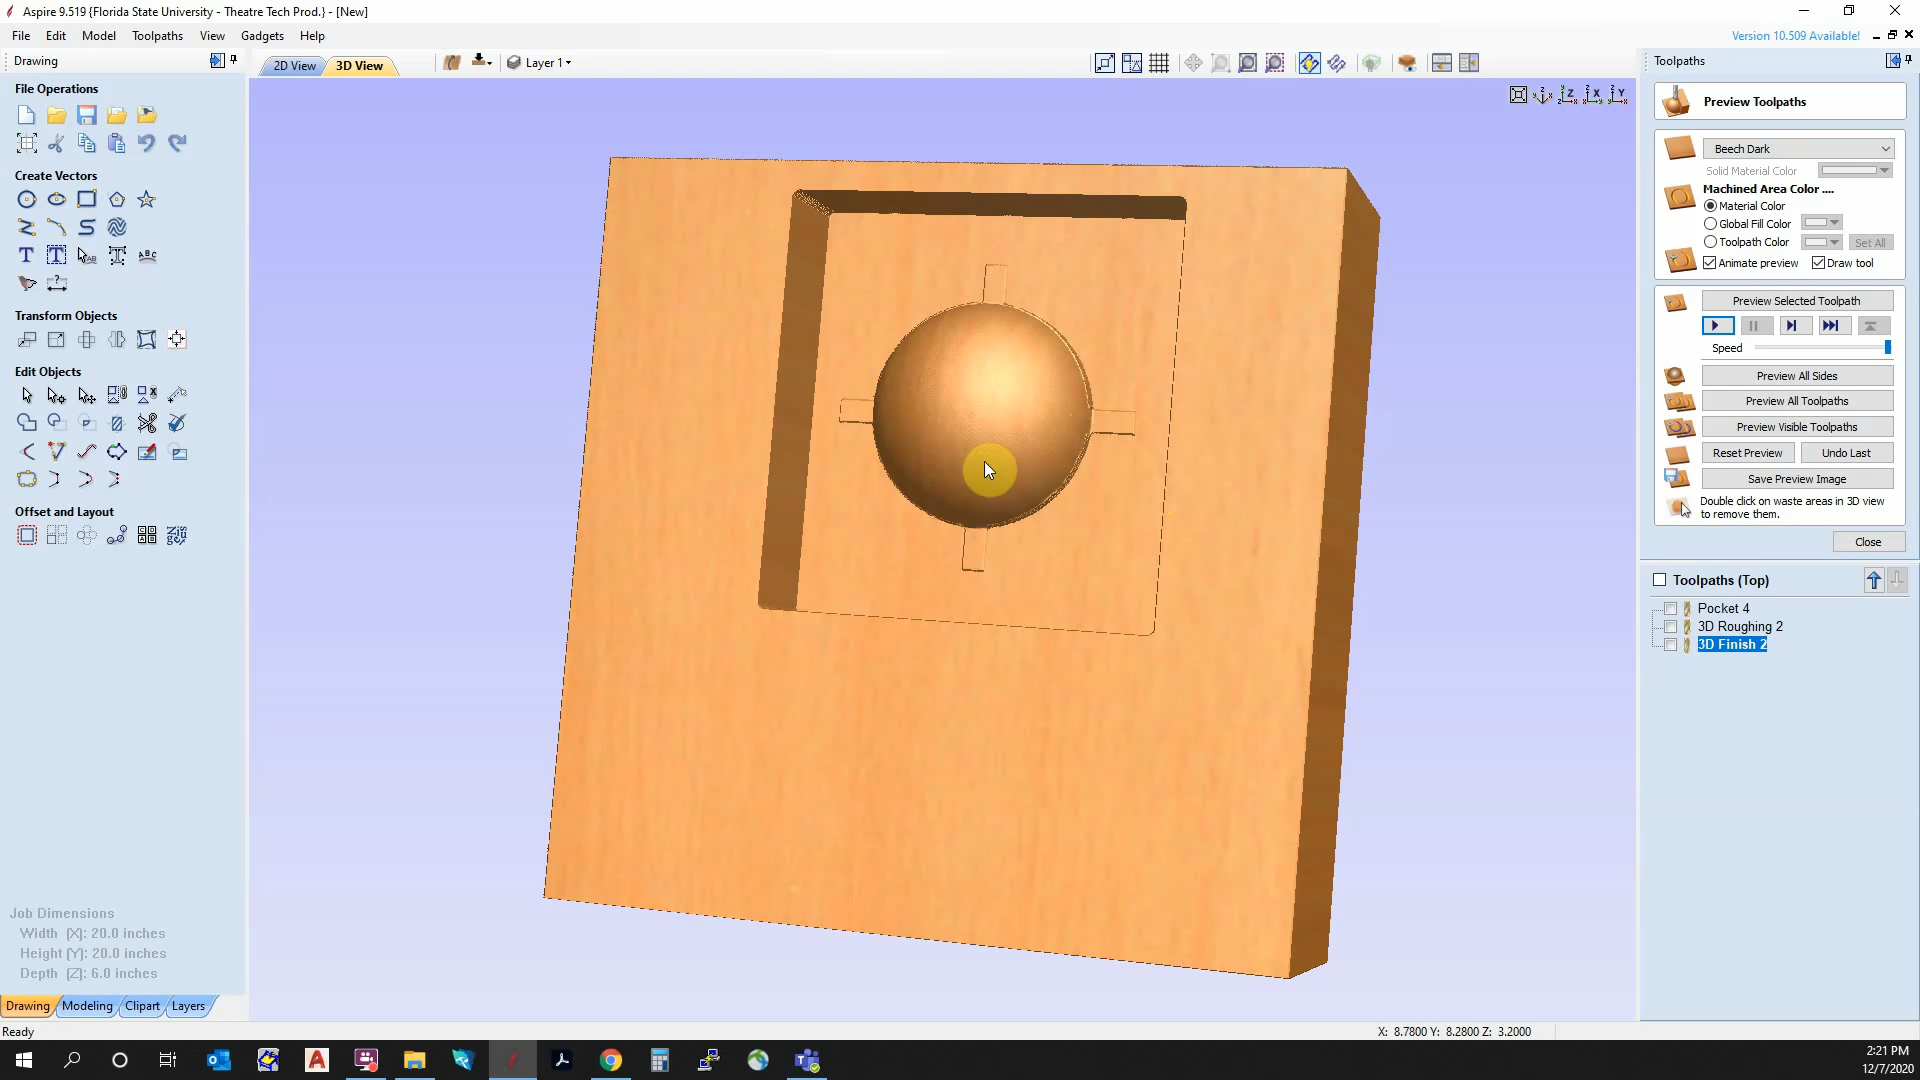 Aspire 9.519 {Florida State University - Theatre Tech Prod.} - [New]
File Edit Model Toolpaths View Gadgets Help
Version 10.509 Available!
Drawing
File Operations
Create Vectors
Transform Objects
Edit Objects
Offset and Layout
Job Dimensions
Width (X): 20.0 inches
Height (Y): 20.0 inches
Depth (Z): 6.0 inches
Drawing Modeling Clipart Layers
Ready
2D View 3D View
Layer 1
Toolpaths
Preview Toolpaths
Beech Dark
Solid Material Color
Machined Area Color ....
Material Color
Global Fill Color
Toolpath Color Set All
Animate preview Draw tool
Preview Selected Toolpath
Speed
Preview All Sides
Preview All Toolpaths
Preview Visible Toolpaths
Reset Preview Undo Last
Save Preview Image
Double click on waste areas in 3D view
to remove them.
Close
Toolpaths (Top)
Pocket 4
3D Roughing 2
3D Finish 2
X: 8.7800 Y: 8.2800 Z: 3.2000
2:21 PM
12/7/2020